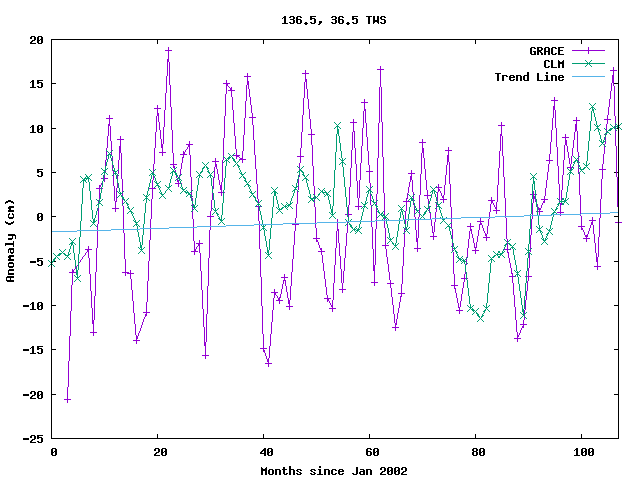 136.5, 36.5 TWS
GRACE
CLM
Trend Line
20
15
10
5
0
-5
-10
-15
-20
-25
Anomaly (cm)
0 20 40 60 80 100
Months since Jan 2002